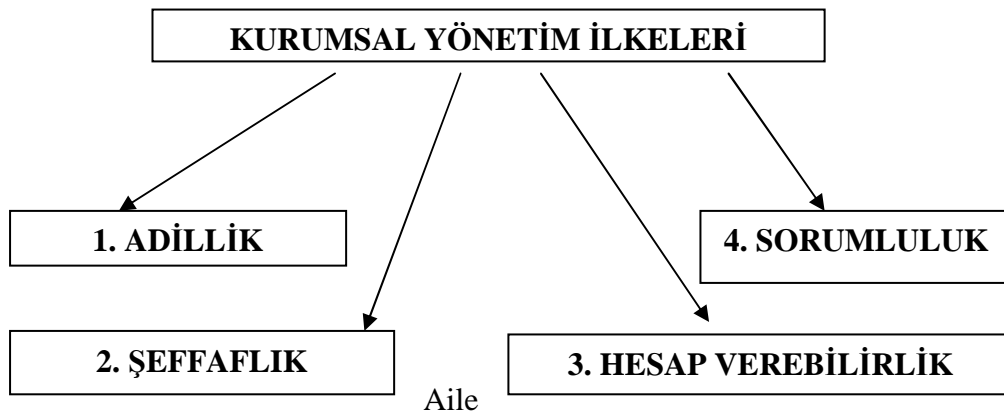 KURUMSAL YÖNETİM İLKELERİ
1. ADİLLİK
4. SORUMLULUK
2. ŞEFFAFLIK
3. HESAP VEREBİLİRLİK
Aile